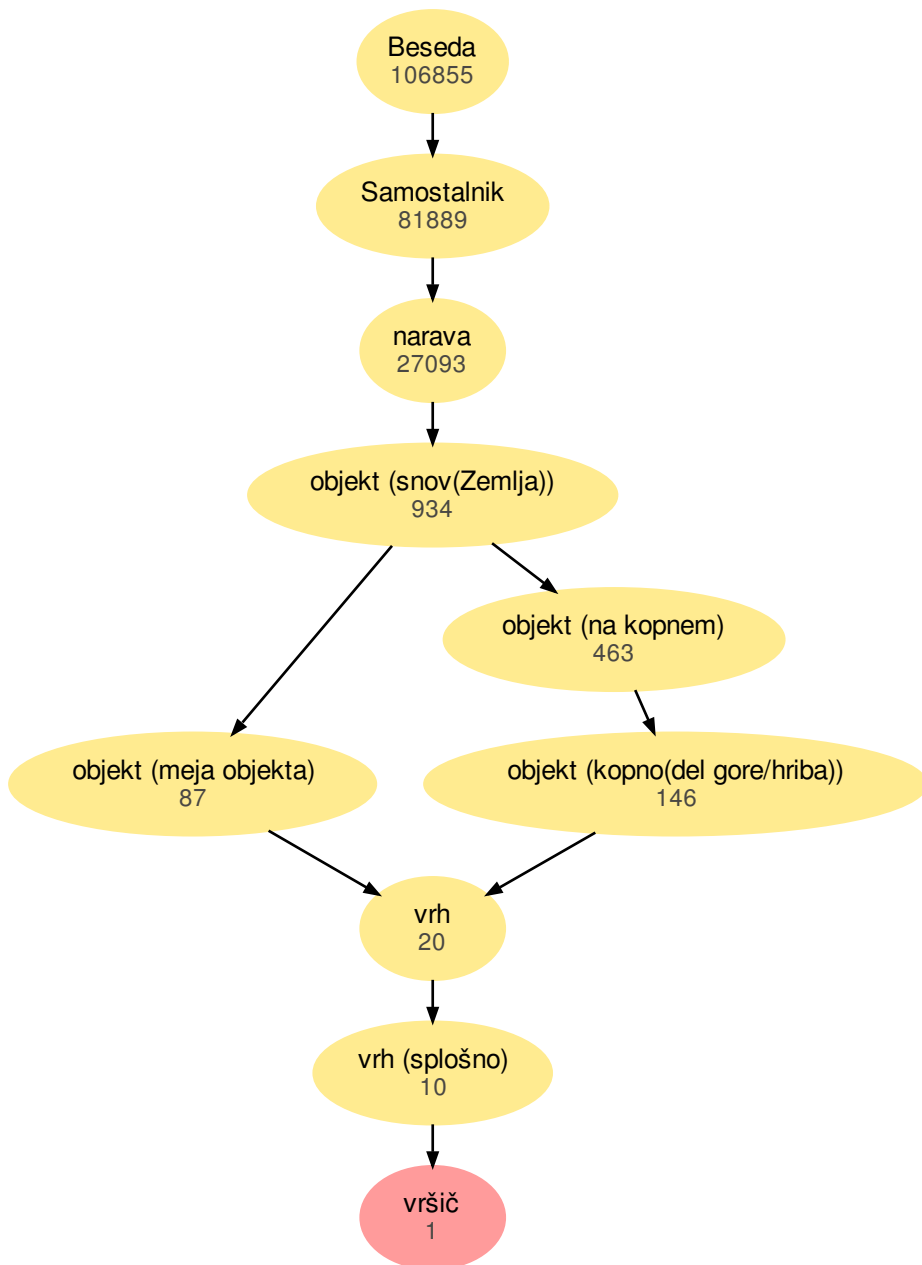 Beseda
106855
Samostalnik
81889
narava
27093
objekt (snov(Zemlja))
934
objekt (na kopnem)
463
objekt (meja objekta)
87
objekt (kopno(del gore/hriba))
146
vrh
20
vrh (splošno)
10
vršič
1